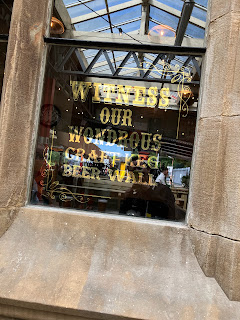 WITNESS
OUR
WONDROUS
CRAFT KEG
BEER WALL